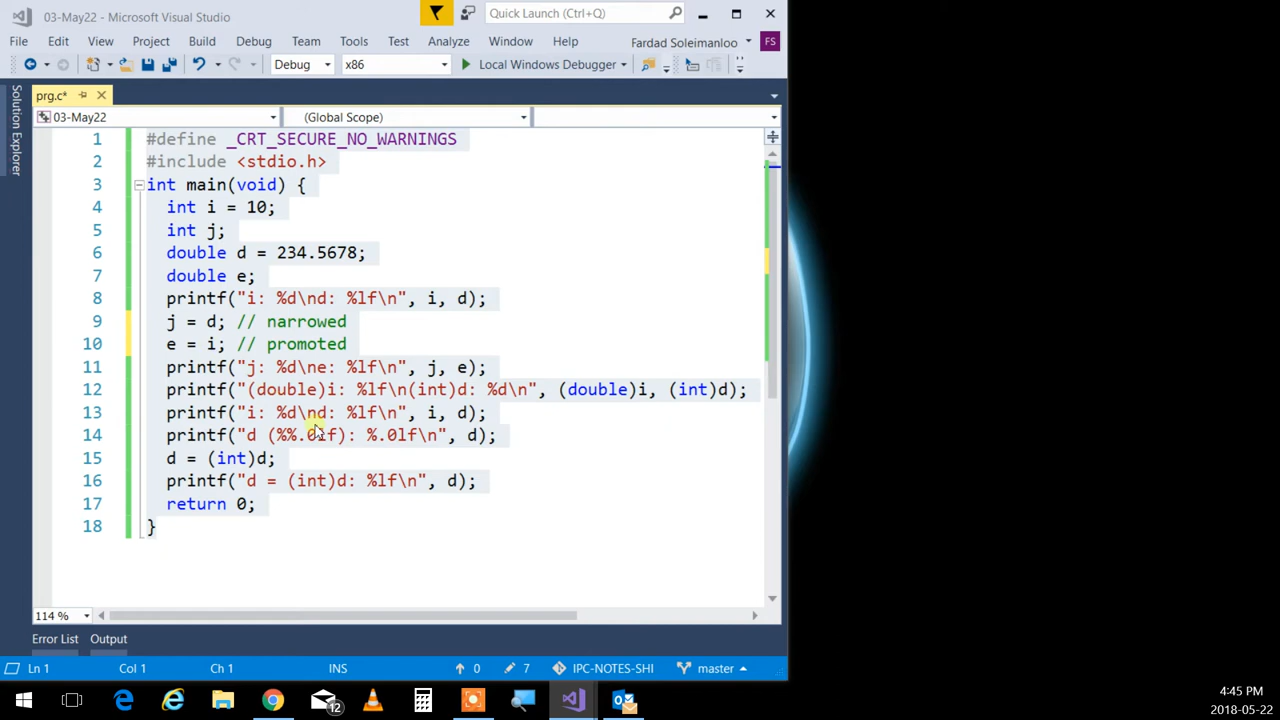 03-May22 - Microsoft Visual Studio
Quick Launch (Ctrl+Q)
File Edit View Project Build Debug Team Tools Test Analyze Window Help Fardad Soleimanloo FS
Debug x86 Local Windows Debugger
Solution Explorer
prg.c*
03-May22 (Global Scope)
1 #define _CRT_SECURE_NO_WARNINGS
2 #include <stdio.h>
3 int main(void) {
4 int i = 10;
5 int j;
6 double d = 234.5678;
7 double e;
8 printf("i: %d\nd: %lf\n", i, d);
9 j = d; // narrowed
10 e = i; // promoted
11 printf("j: %d\ne: %lf\n", j, e);
12 printf("(double)i: %lf\n(int)d: %d\n", (double)i, (int)d);
13 printf("i: %d\nd: %lf\n", i, d);
14 printf("d (%%.0lf): %.0lf\n", d);
15 d = (int)d;
16 printf("d = (int)d: %lf\n", d);
17 return 0;
18 }
114 %
Error List Output
Ln 1 Col 1 Ch 1 INS 0 7 IPC-NOTES-SHI master
12
4:45 PM
2018-05-22